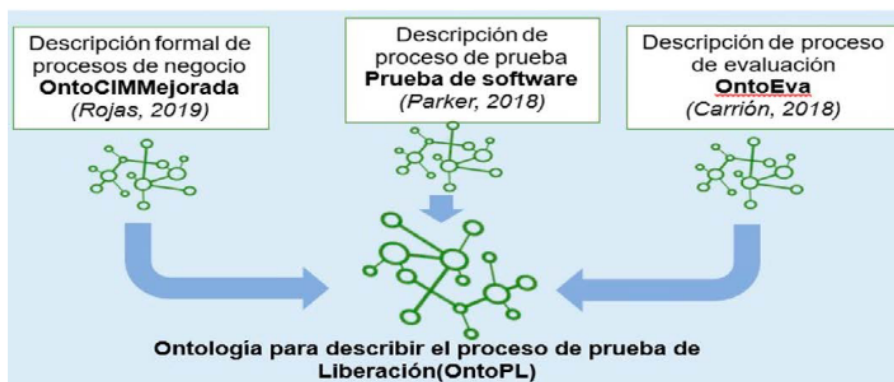 Descripción formal de
procesos de negocio
OntoCIMMejorada
(Rojas, 2019)
Descripción
de proceso de prueba
Prueba de software
(Parker, 2018)
Descripción de proceso
de evaluación
OntoEva
(Carrión, 2018)
Ontología para describir el proceso de prueba de
Liberación(OntoPL)